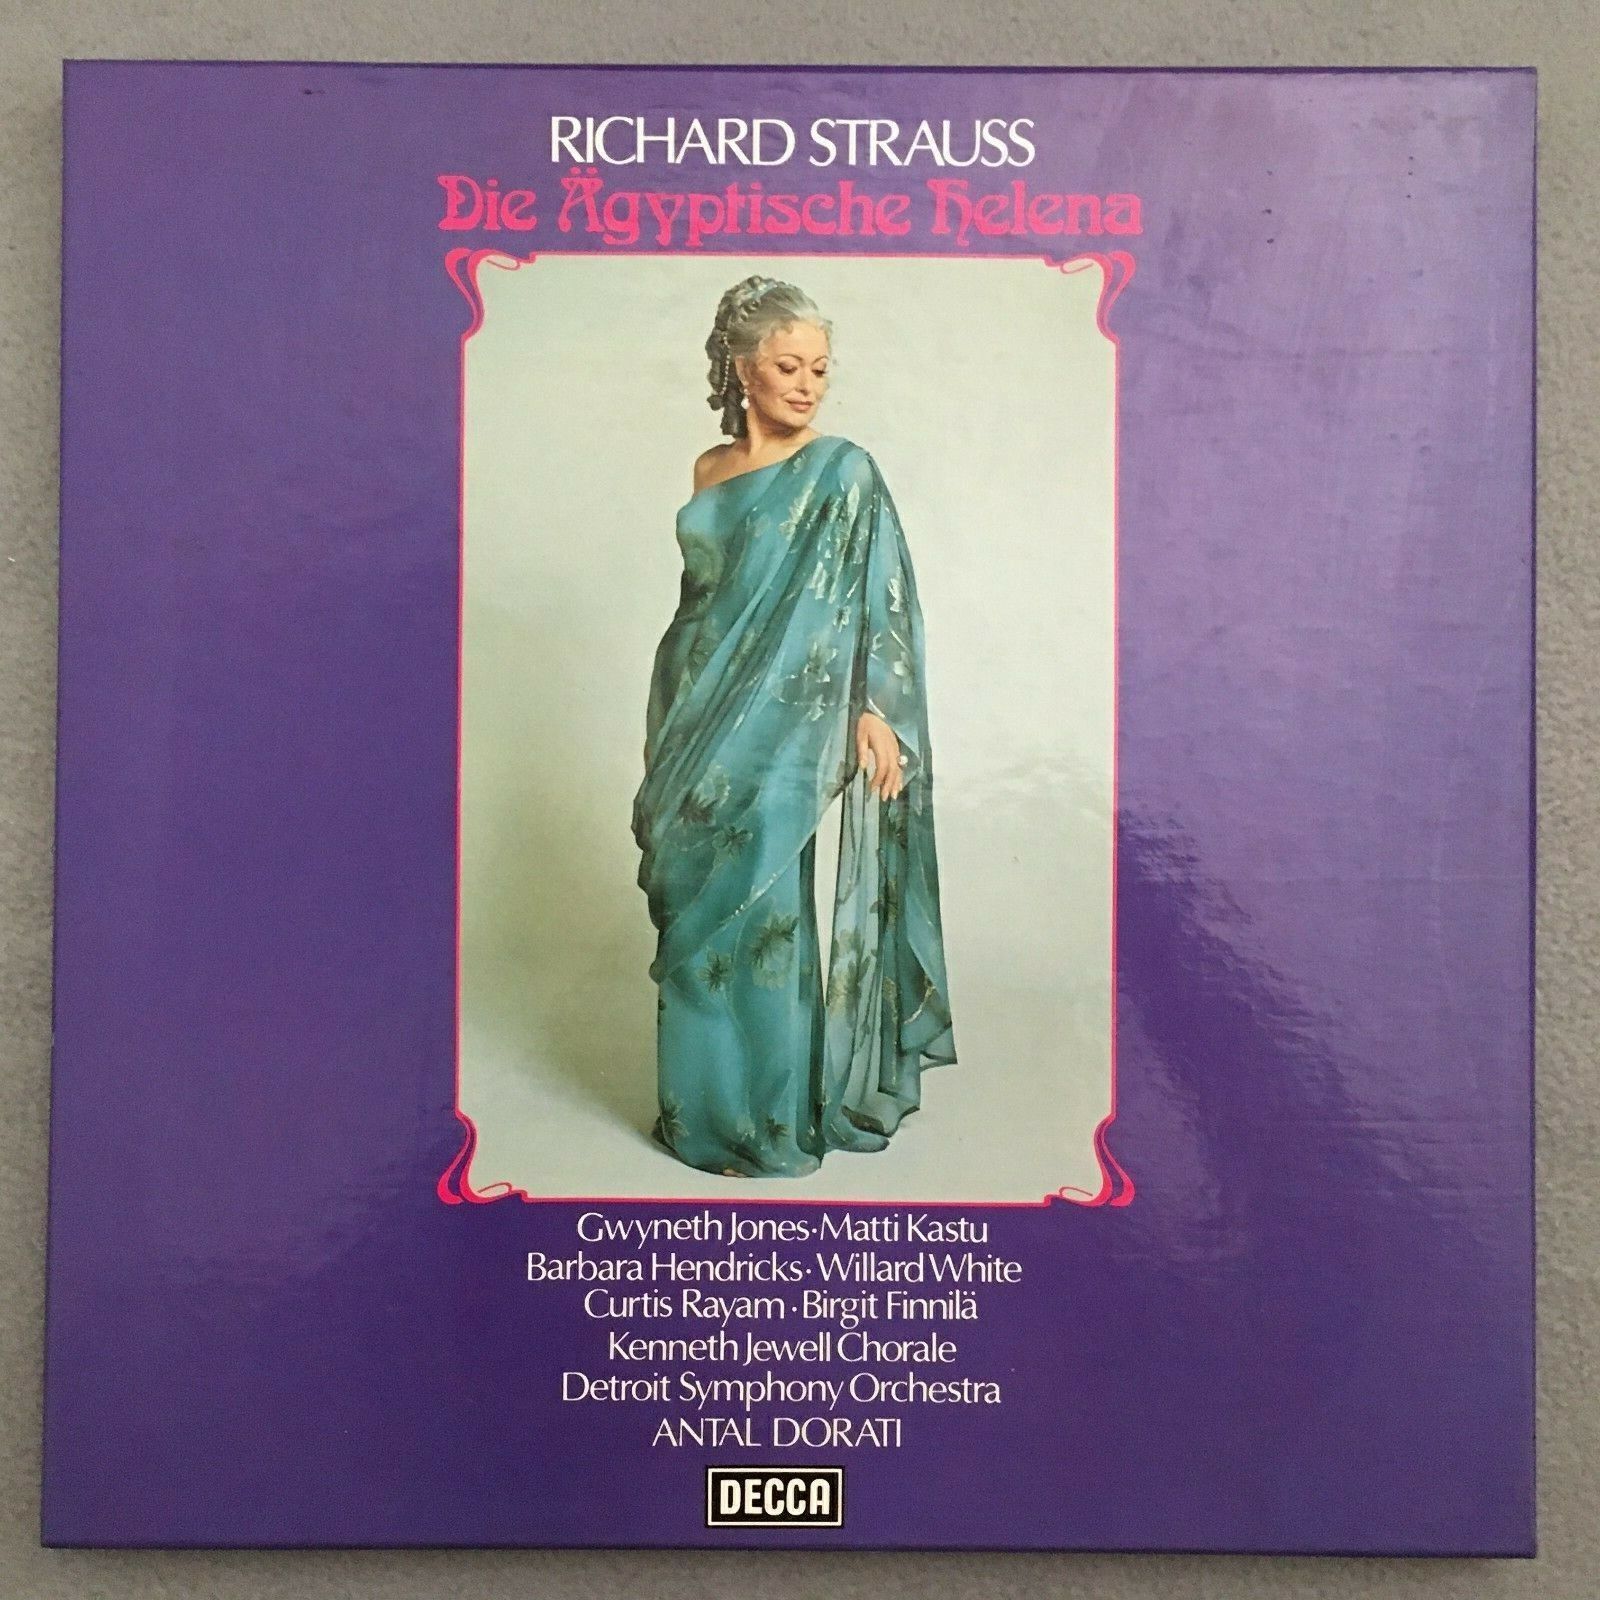 RICHARD STRAUSS
Die Ägyptische Helena
Gwyneth Jones·Matti Kastu
Barbara Hendricks·Willard White
Curtis Rayam·Birgit Finnilä
Kenneth Jewell Chorale
Detroit Symphony Orchestra
ANTAL DORATI
DECCA